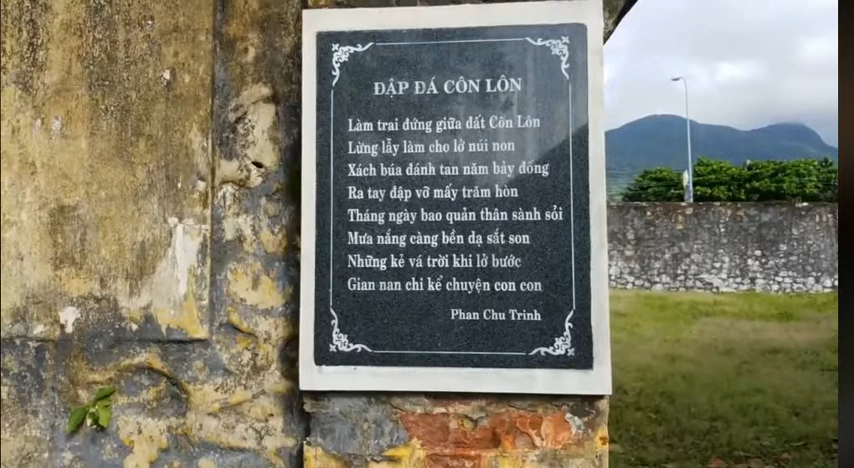 ĐẬP ĐÁ CÔN LÔN
Làm trai đứng giữa đất Côn Lôn
Lừng lẫy làm cho lở núi non
Xách búa đánh tan năm bảy đống
Ra tay đập vỡ mấy trăm hòn
Tháng ngày bao quản thân sành sỏi
Mưa nắng càng bền dạ sắt son
Những kẻ vá trời khi lở bước
Gian nan chi kể chuyện con con
Phan Chu Trinh